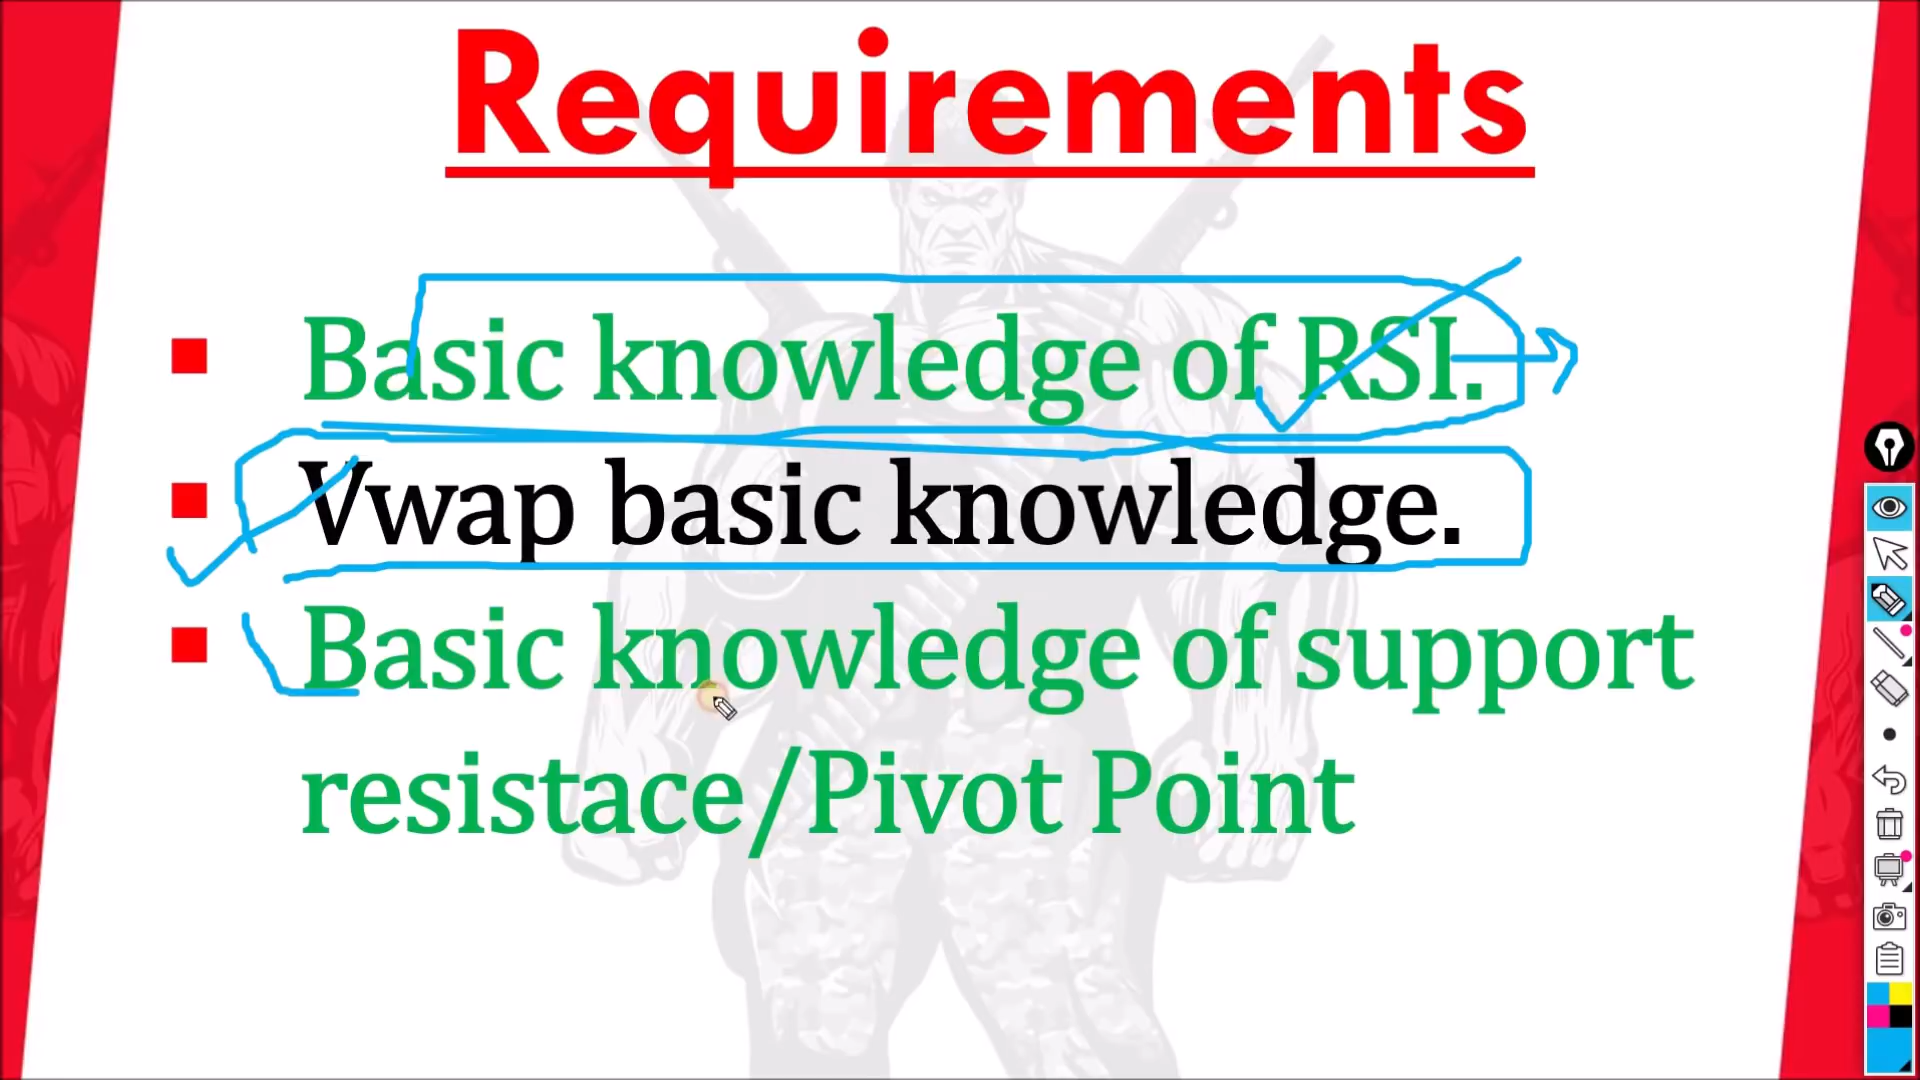 Requirements
Basic knowledge of RSI.
Vwap basic knowledge.
Basic knowledge of support
resistace/Pivot Point